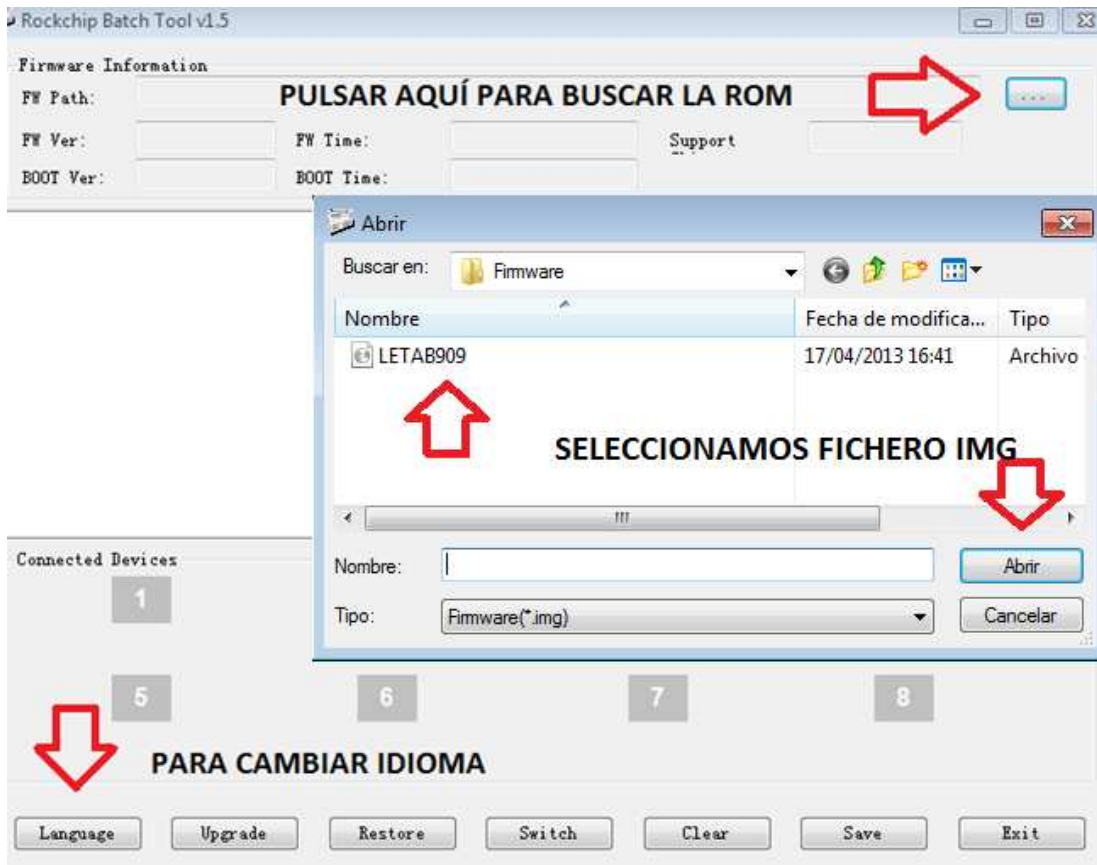 Rockchip Batch Tool v1.5
Firmware Information
FW Path:
PULSAR AQUÍ PARA BUSCAR LA ROM
...
FW Ver:
FW Time:
Support
BOOT Ver:
BOOT Time:
Abrir
Buscar en:
Firmware
Nombre
Fecha de modifica...
Tipo
LETAB909
17/04/2013 16:41
Archivo
SELECCIONAMOS FICHERO IMG
Nombre:
Abrir
Tipo:
Firmware(*.img)
Cancelar
Connected Devices
1
5
6
7
8
PARA CAMBIAR IDIOMA
Language
Upgrade
Restore
Switch
Clear
Save
Exit